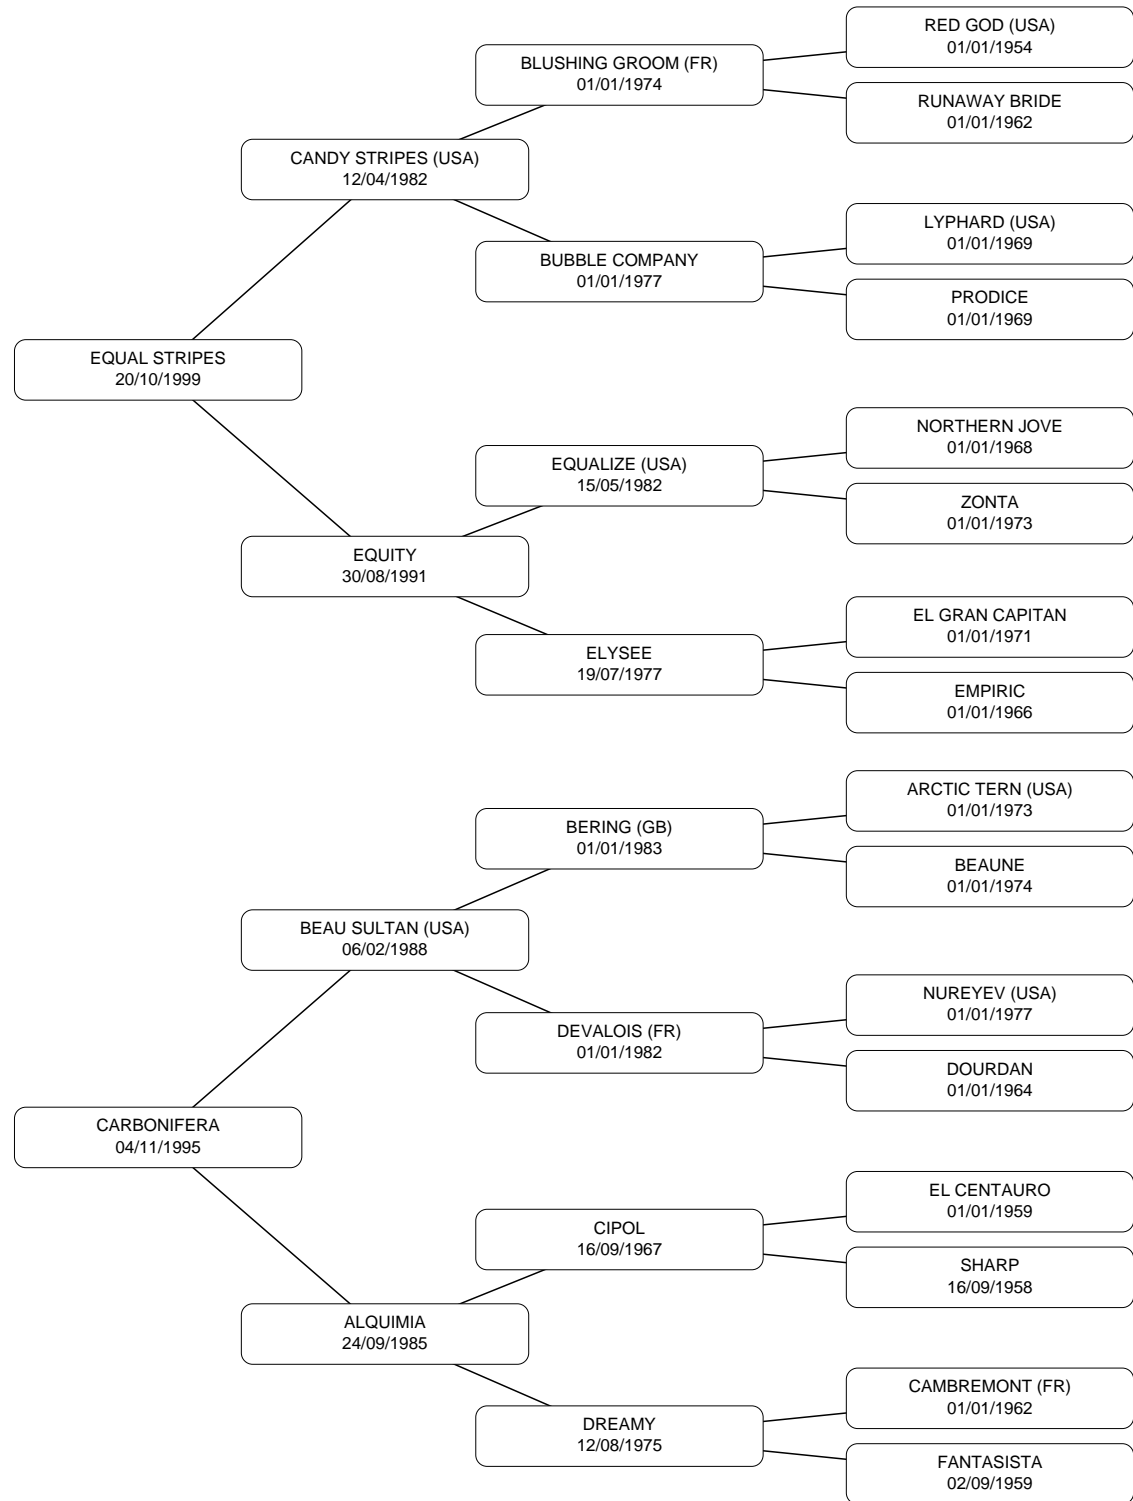 RED GOD (USA)
01/01/1954
BLUSHING GROOM (FR)
01/01/1974
RUNAWAY BRIDE
01/01/1962
CANDY STRIPES (USA)
12/04/1982
LYPHARD (USA)
01/01/1969
BUBBLE COMPANY
01/01/1977
PRODICE
01/01/1969
EQUAL STRIPES
20/10/1999
NORTHERN JOVE
01/01/1968
EQUALIZE (USA)
15/05/1982
ZONTA
01/01/1973
EQUITY
30/08/1991
EL GRAN CAPITAN
01/01/1971
ELYSEE
19/07/1977
EMPIRIC
01/01/1966
ARCTIC TERN (USA)
01/01/1973
BERING (GB)
01/01/1983
BEAUNE
01/01/1974
BEAU SULTAN (USA)
06/02/1988
NUREYEV (USA)
01/01/1977
DEVALOIS (FR)
01/01/1982
DOURDAN
01/01/1964
CARBONIFERA
04/11/1995
EL CENTAURO
01/01/1959
CIPOL
16/09/1967
SHARP
16/09/1958
ALQUIMIA
24/09/1985
CAMBREMONT (FR)
01/01/1962
DREAMY
12/08/1975
FANTASISTA
02/09/1959